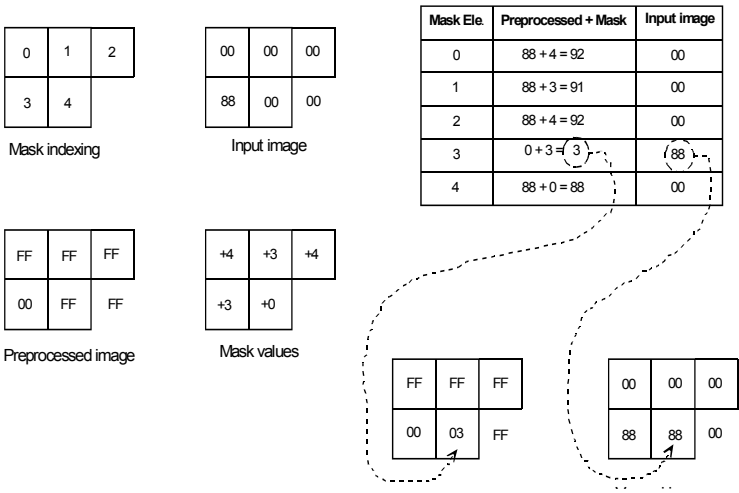 0 1 2
3 4
Mask indexing
00 00 00
88 00 00
Input image
Mask Ele. Preprocessed + Mask Input image
0 88 + 4 = 92 00
1 88 + 3 = 91 00
2 88 + 4 = 92 00
3 0 + 3 = 3 88
4 88 + 0 = 88 00
FF FF FF
00 FF FF
Preprocessed image
+4 +3 +4
+3 +0
Mask values
FF FF FF
00 03 FF
00 00 00
88 88 00